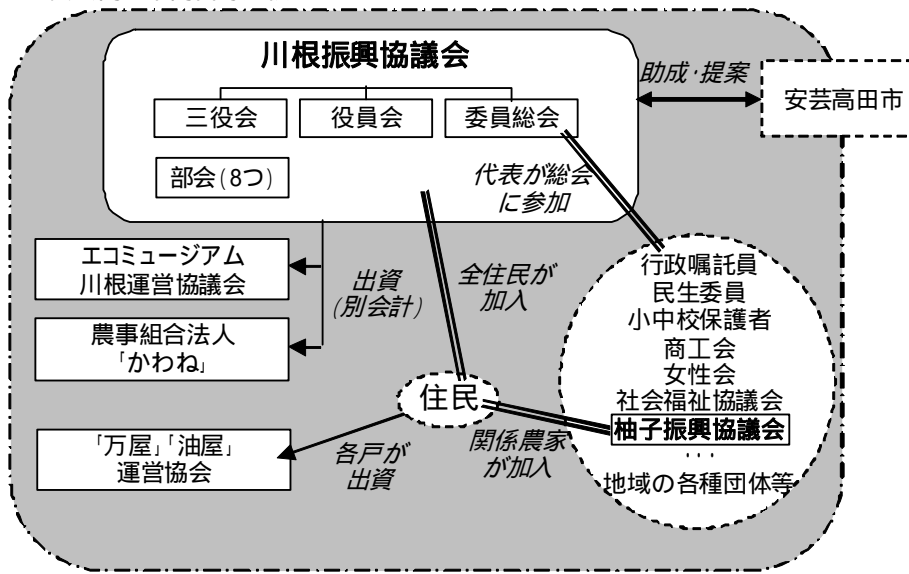 川根振興協議会
三役会
役員会
委員総会
部会(8つ)
代表が総会
に参加
助成・提案
安芸高田市
エコミュージアム
川根運営協議会
農事組合法人
「かわね」
出資
(別会計)
全住民が
加入
住民
「万屋」「油屋」
運営協会
各戸が
出資
関係農家
が加入
行政嘱託員
民生委員
小中校保護者
商工会
女性会
社会福祉協議会
柚子振興協議会
・・・
地域の各種団体等